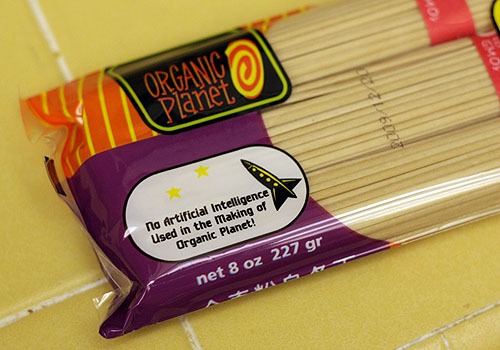 ORGANIC
Planet
No Artificial Intelligence
Used in the Making of
Organic Planet!
net 8 oz 227 gr